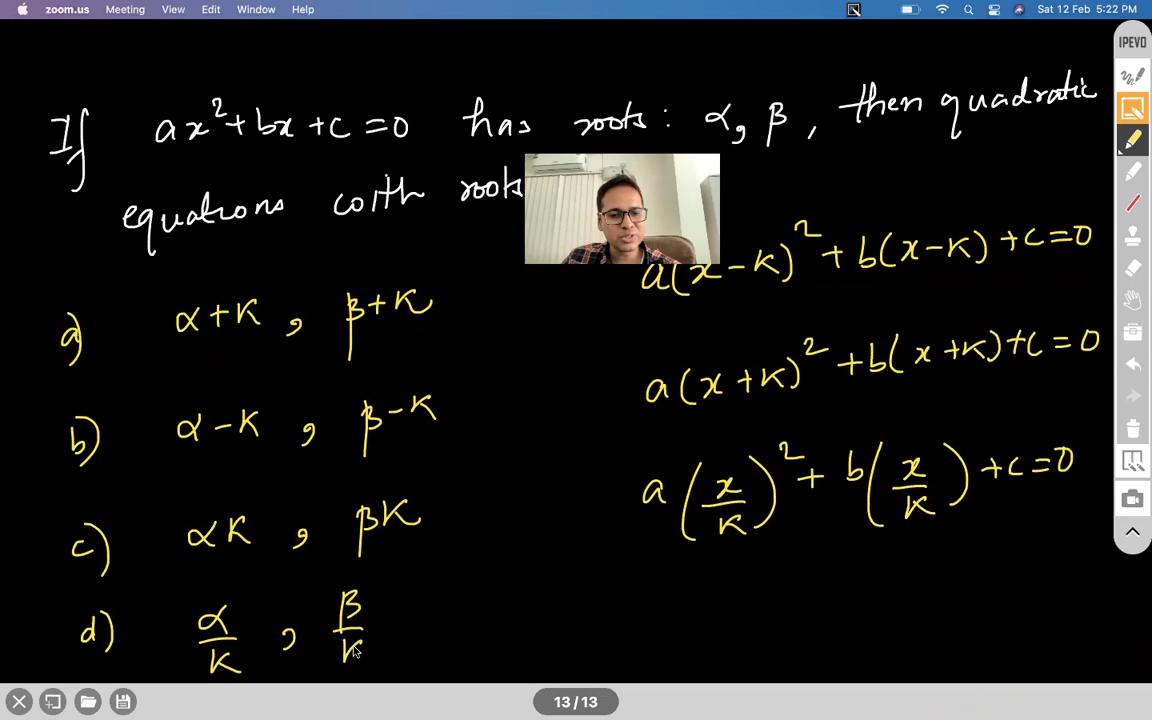 zoom.us Meeting View Edit Window Help Sat 12 Feb 5:22 PM
IPEVO
If ax²+bx+c=0 has roots: α, β, then quadratic
equations with roots
a(x-K)²+b(x-K)+c=0
a) α+K, β+K
a(x+K)²+b(x+K)+c=0
b) α-K, β-K
a(x/K)²+b(x/K)+c=0
c) αK, βK
d) α/K, β/K
13/13